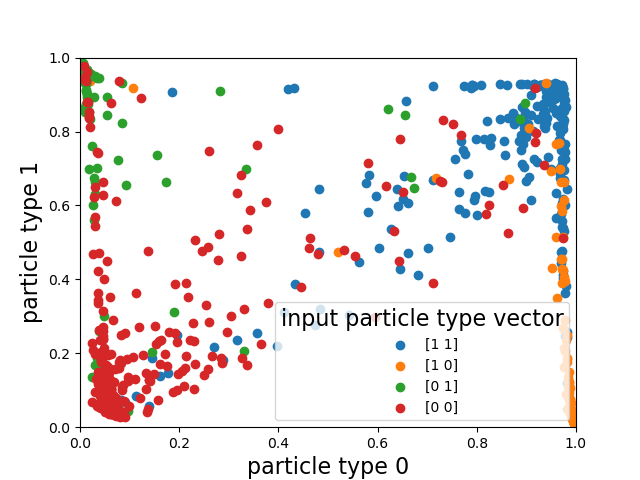 1.0
0.8
0.6
0.4
0.2
0.0
particle type 1
input particle type vector
[1 1]
[1 0]
[0 1]
[0 0]
0.0 0.2 0.4 0.6 0.8 1.0
particle type 0